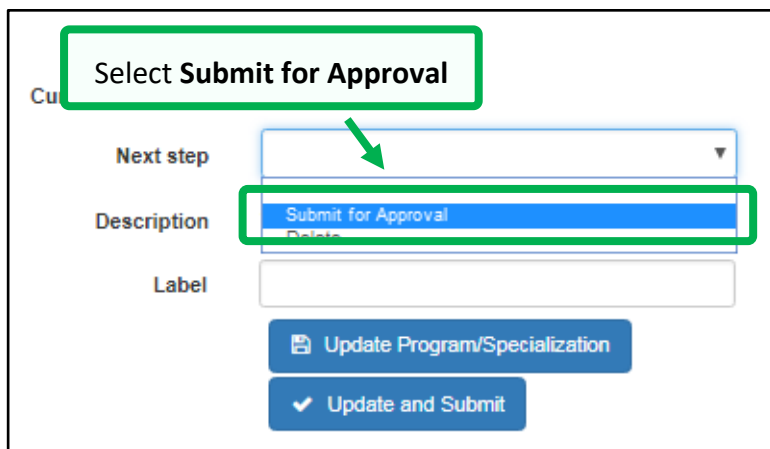 Select Submit for Approval
Next step
Description
Submit for Approval
Label
Update Program/Specialization
Update and Submit